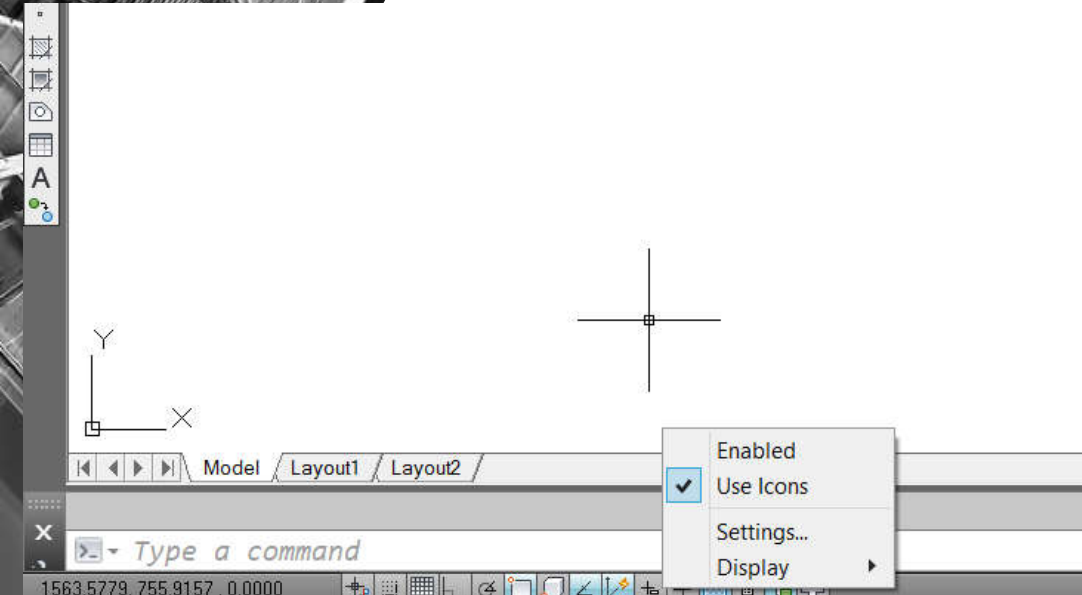 A
Y
X
Model Layout1 Layout2
Enabled
Use Icons
Settings...
Display
Type a command
1563.5779, 755.9157, 0.0000